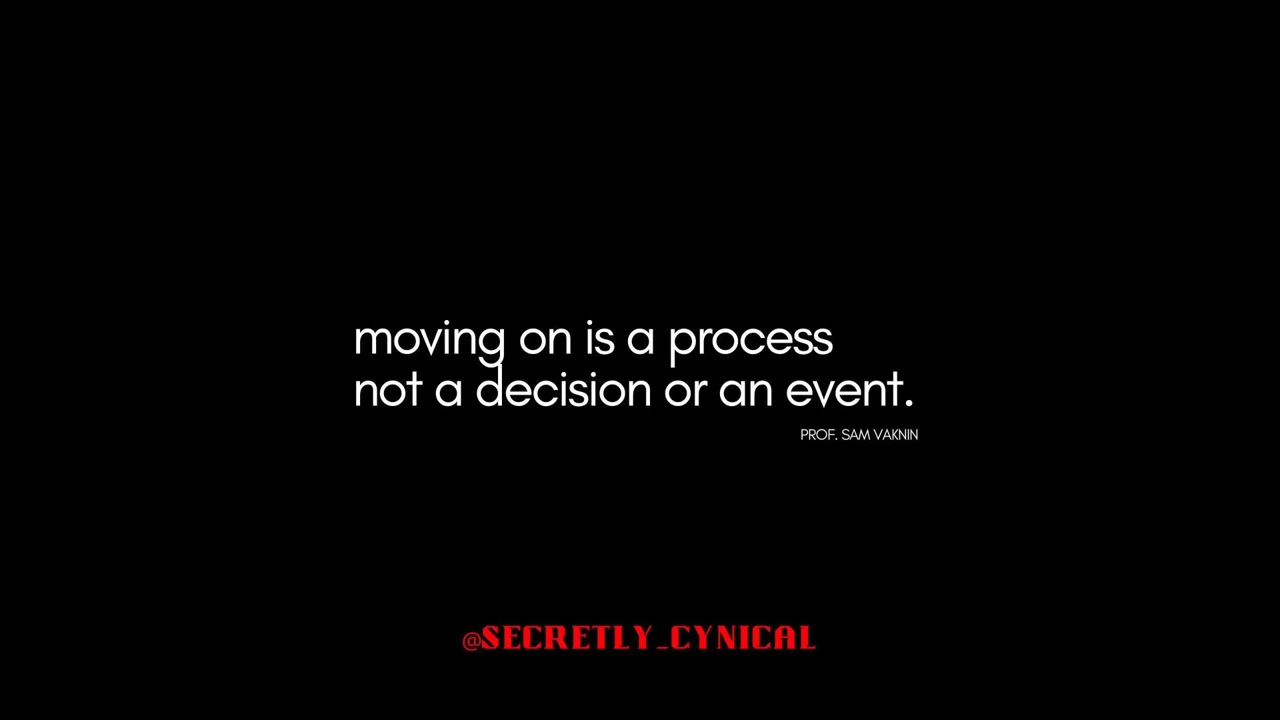 moving on is a process
not a decision or an event.
PROF. SAM VAKNIN
@SECRETLY_CYNICAL